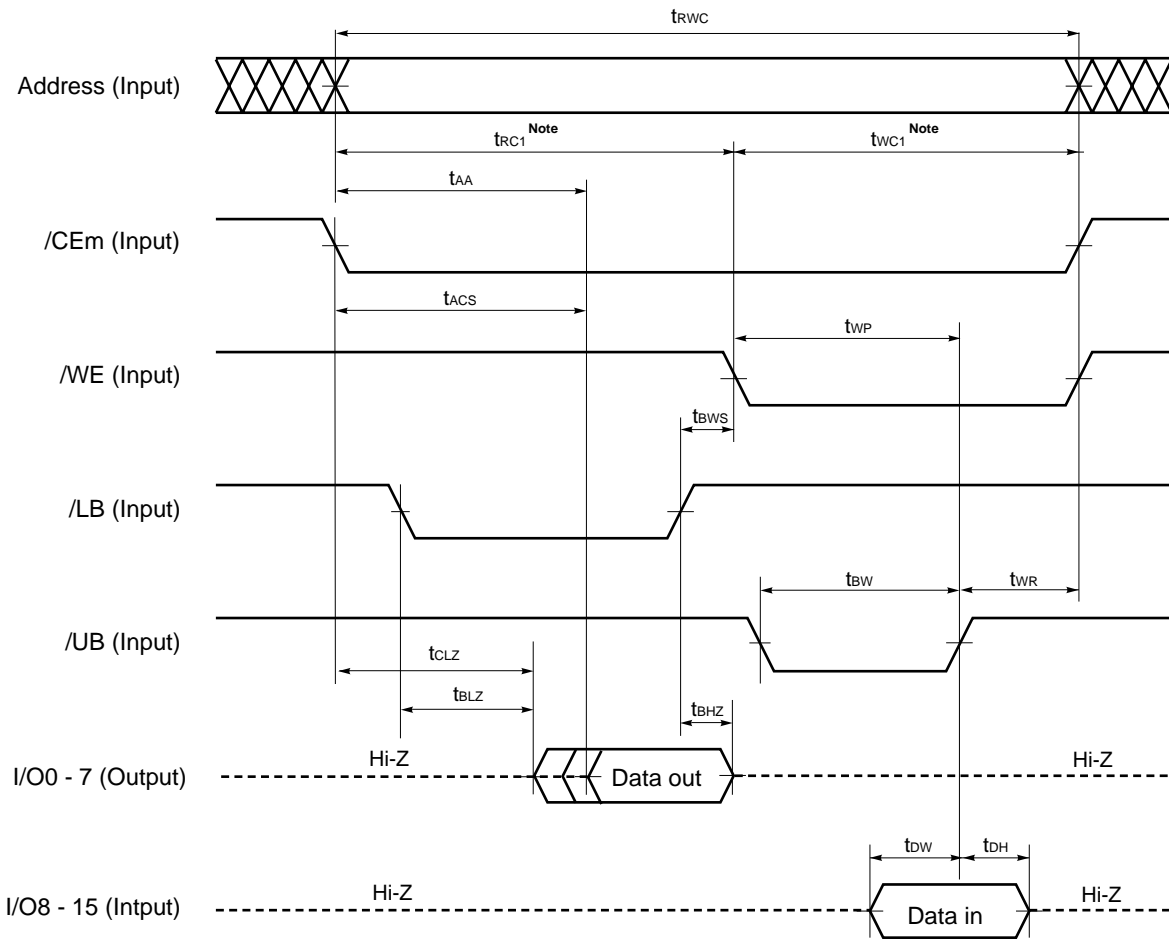 tRWC
Address (Input)
tRC1 Note
tWC1 Note
tAA
/CEm (Input)
tACS
tWP
/WE (Input)
tBWS
/LB (Input)
tBW
tWR
/UB (Input)
tCLZ
tBLZ
tBHZ
Hi-Z
Hi-Z
I/O0 - 7 (Output)
Data out
tDW
tDH
Hi-Z
Hi-Z
I/O8 - 15 (Intput)
Data in